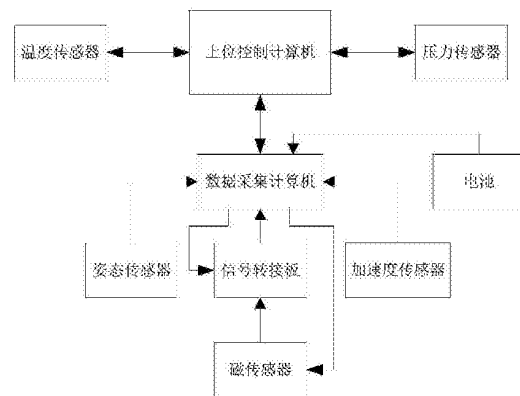 温度传感器
上位控制计算机
压力传感器
数据采集计算机
电池
姿态传感器
信号转接板
加速度传感器
磁传感器